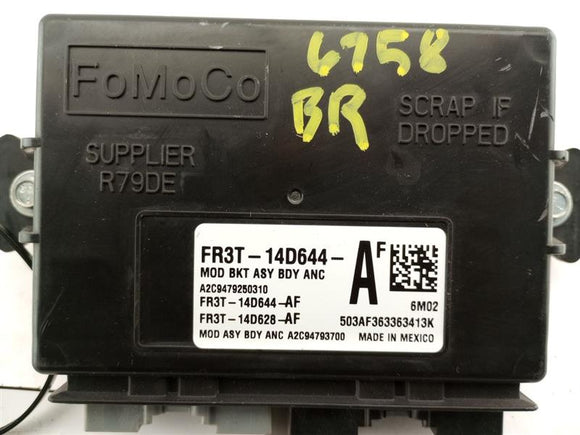 FoMoCo
6758
BR
SCRAP IF
DROPPED
SUPPLIER
R79DE
FR3T-14D644-
AF
MOD BKT ASY BDY ANC
A2C9479250310
FR3T-14D644-AF
6M02
FR3T-14D628-AF
503AF363363413K
MOD ASY BDY ANC A2C94793700
MADE IN MEXICO